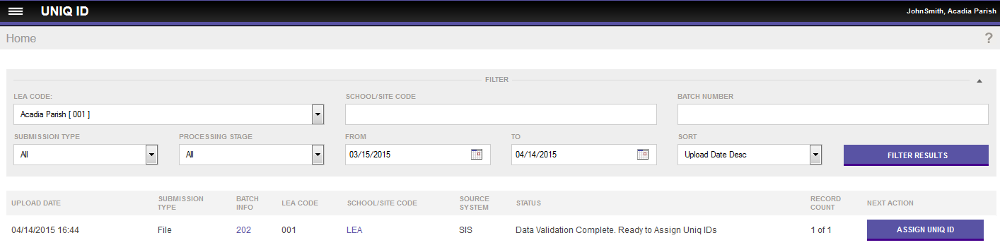 UNIQ ID
JohnSmith, Acadia Parish
Home
?
FILTER
LEA CODE: SCHOOL/SITE CODE BATCH NUMBER
Acadia Parish [ 001 ]
SUBMISSION TYPE PROCESSING STAGE FROM TO SORT
All All 03/15/2015 04/14/2015 Upload Date Desc FILTER RESULTS
UPLOAD DATE SUBMISSION TYPE BATCH INFO LEA CODE SCHOOL/SITE CODE SOURCE SYSTEM STATUS RECORD COUNT NEXT ACTION
04/14/2015 16:44 File 202 001 LEA SIS Data Validation Complete. Ready to Assign Uniq IDs 1 of 1 ASSIGN UNIQ ID